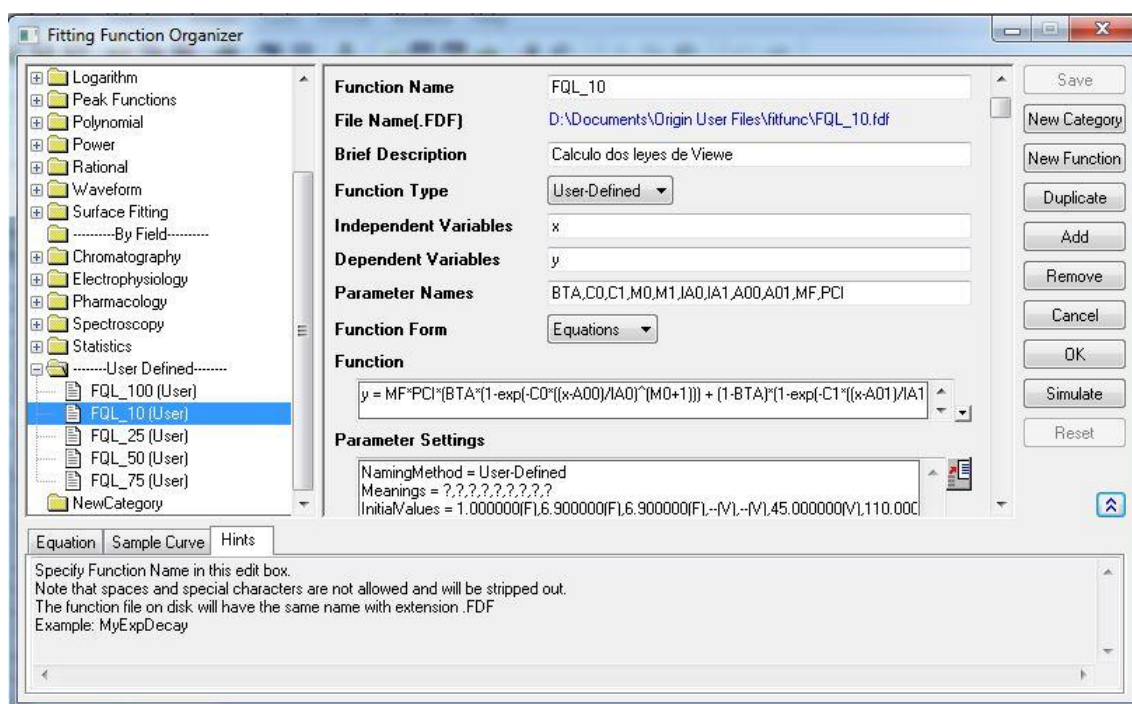 Fitting Function Organizer
Logarithm
Peak Functions
Polynomial
Power
Rational
Waveform
Surface Fitting
---------By Field---------
Chromatography
Electrophysiology
Pharmacology
Spectroscopy
Statistics
--------User Defined--------
FQL_100 (User)
FQL_10 (User)
FQL_25 (User)
FQL_50 (User)
FQL_75 (User)
NewCategory
Function Name FQL_10
File Name(.FDF) D:\Documents\Origin User Files\fitfunc\FQL_10.fdf
Brief Description Calculo dos leyes de Viewe
Function Type User-Defined
Independent Variables x
Dependent Variables y
Parameter Names BTA,C0,C1,M0,M1,IA0,IA1,A00,A01,MF,PCI
Function Form Equations
Function
y = MF*PCI*(BTA*(1-exp(-C0*((x-A00)/IA0)^(M0+1))) + (1-BTA)*(1-exp(-C1*((x-A01)/IA1
Parameter Settings
NamingMethod = User-Defined
Meanings = ?,?,?,?,?,?,?,?,?
InitialValues = 1.000000(F),6.900000(F),6.900000(F),--(V),--(V),45.000000(V),110.000
Save
New Category
New Function
Duplicate
Add
Remove
Cancel
OK
Simulate
Reset
Equation Sample Curve Hints
Specify Function Name in this edit box.
Note that spaces and special characters are not allowed and will be stripped out.
The function file on disk will have the same name with extension .FDF
Example: MyExpDecay